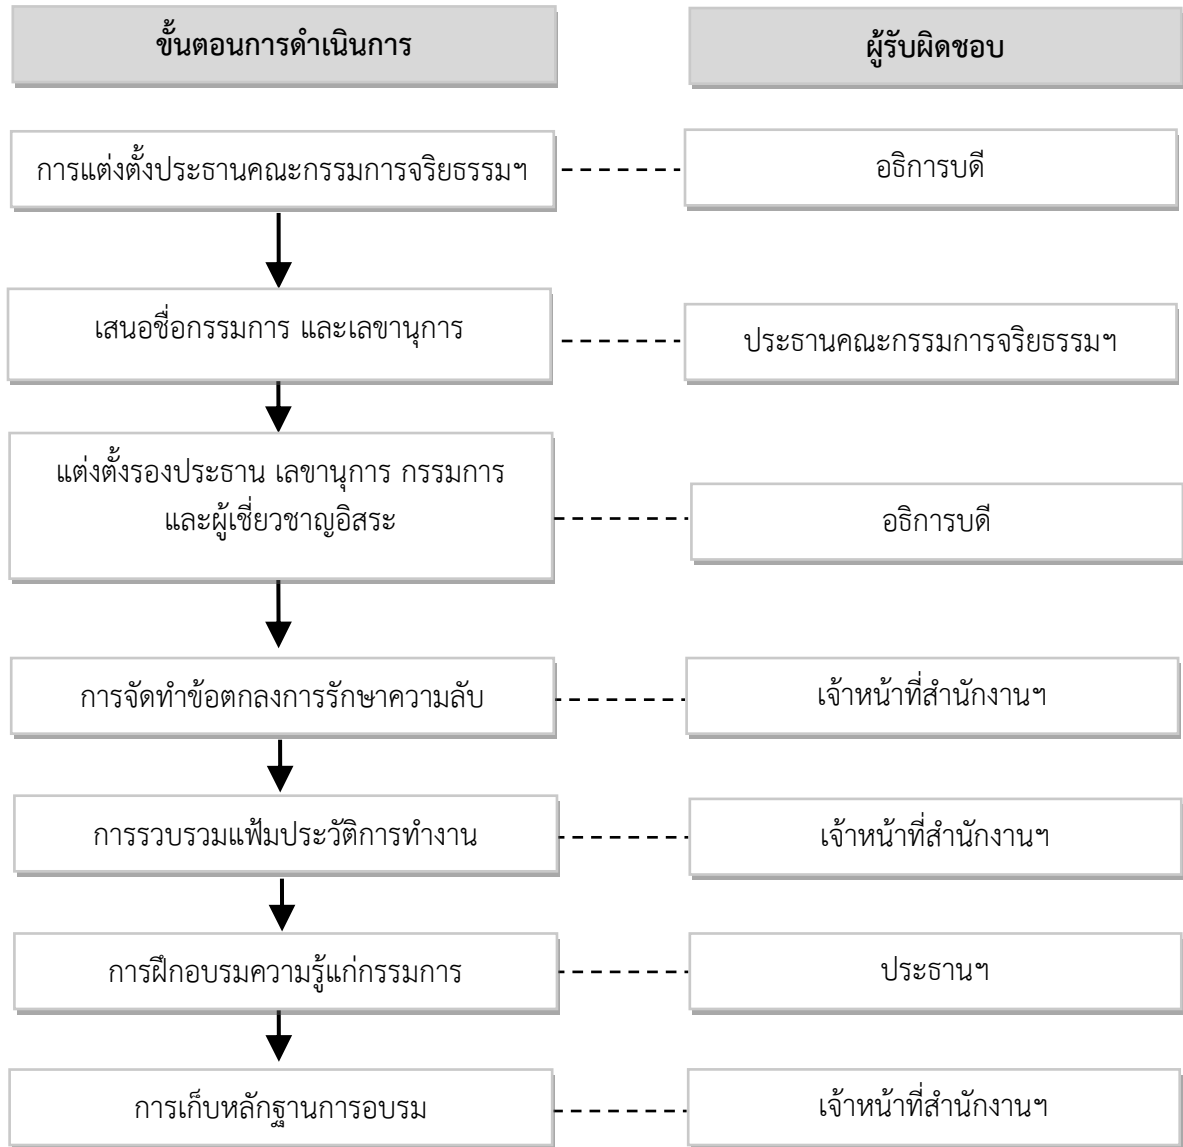 ขั้นตอนการดำเนินการ
ผู้รับผิดชอบ
การแต่งตั้งประธานคณะกรรมการจริยธรรมฯ
อธิการบดี
เสนอชื่อกรรมการ และเลขานุการ
ประธานคณะกรรมการจริยธรรมฯ
แต่งตั้งรองประธาน เลขานุการ กรรมการ
และผู้เชี่ยวชาญอิสระ
อธิการบดี
การจัดทำข้อตกลงการรักษาความลับ
เจ้าหน้าที่สำนักงานฯ
การรวบรวมแฟ้มประวัติการทำงาน
เจ้าหน้าที่สำนักงานฯ
การฝึกอบรมความรู้แก่กรรมการ
ประธานฯ
การเก็บหลักฐานการอบรม
เจ้าหน้าที่สำนักงานฯ